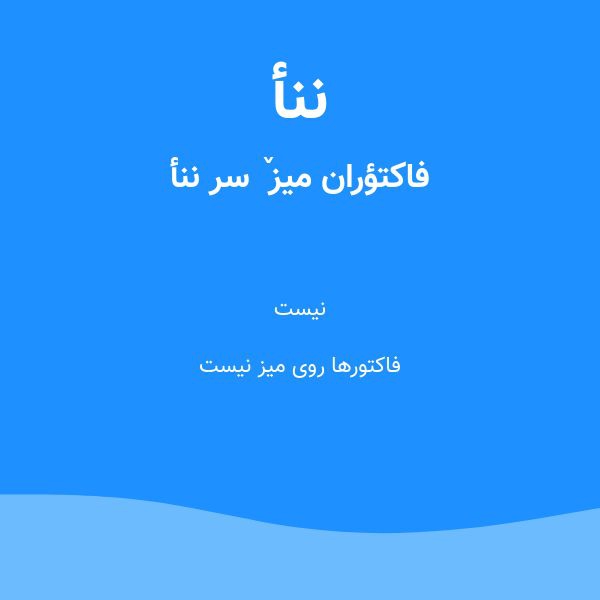 ننأ
فاکتؤران میزˇ سر ننأ
نیست
فاکتورها روی میز نیست